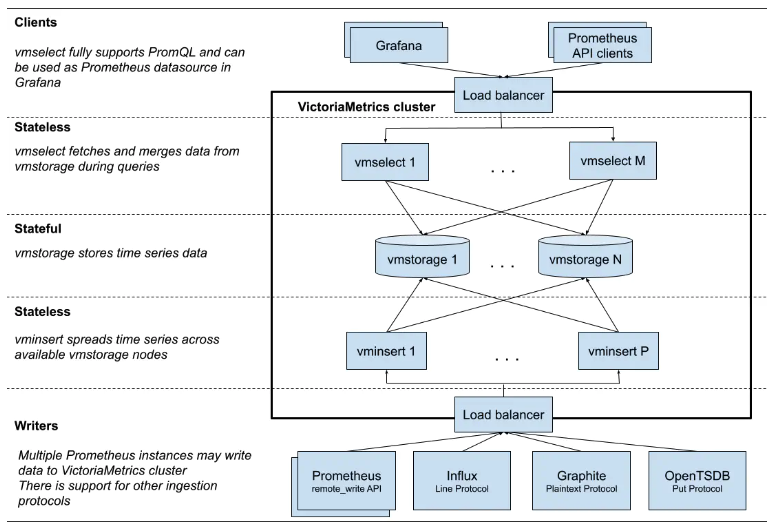 Clients
vmselect fully supports PromQL and can
be used as Prometheus datasource in
Grafana
Grafana
Prometheus
API clients
Load balancer
VictoriaMetrics cluster
Stateless
vmselect fetches and merges data from
vmstorage during queries
vmselect 1
. . .
vmselect M
Stateful
vmstorage stores time series data
vmstorage 1
. . .
vmstorage N
Stateless
vminsert spreads time series across
available vmstorage nodes
vminsert 1
. . .
vminsert P
Load balancer
Writers
Multiple Prometheus instances may write
data to VictoriaMetrics cluster
There is support for other ingestion
protocols
Prometheus
remote_write API
Influx
Line Protocol
Graphite
Plaintext Protocol
OpenTSDB
Put Protocol